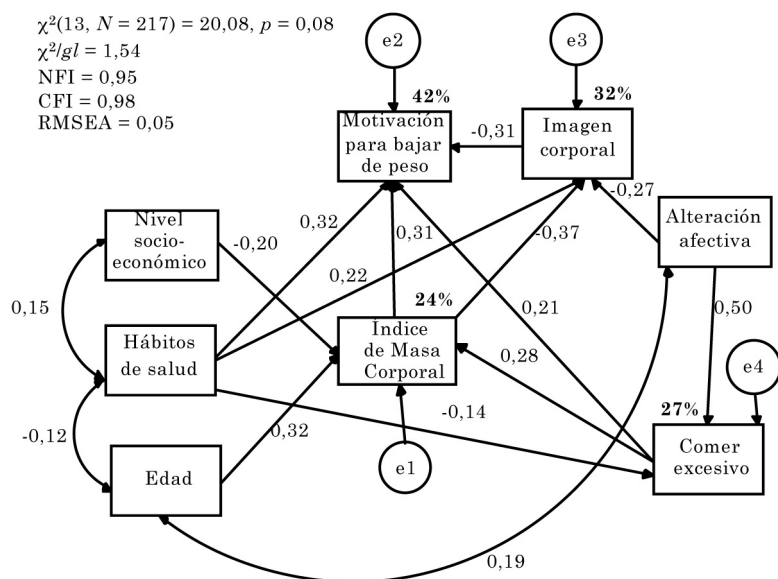 χ²(13, N = 217) = 20,08, p = 0,08
χ²/gl = 1,54
NFI = 0,95
CFI = 0,98
RMSEA = 0,05
e2
e3
42%
32%
Motivación
para bajar
de peso
-0,31
Imagen
corporal
-0,27
Alteración
afectiva
Nivel
socio-
económico
-0,20
0,32
0,31
-0,37
0,22
0,15
24%
0,21
0,50
Hábitos
de salud
Índice
de Masa
Corporal
0,28
e4
-0,14
27%
-0,12
0,32
Comer
excesivo
e1
Edad
0,19